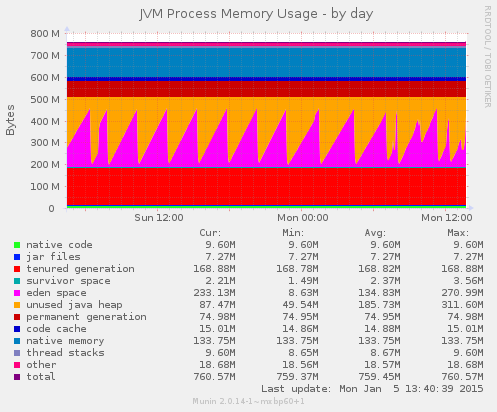 JVM Process Memory Usage - by day
RRDTOOL / TOBI OETIKER
Bytes
800 M
700 M
600 M
500 M
400 M
300 M
200 M
100 M
0
Sun 12:00 Mon 00:00 Mon 12:00
Cur: Min: Avg: Max:
native code 9.60M 9.60M 9.60M 9.60M
jar files 7.27M 7.27M 7.27M 7.27M
tenured generation 168.88M 168.78M 168.82M 168.88M
survivor space 2.21M 1.49M 2.37M 3.56M
eden space 233.13M 8.63M 134.83M 270.99M
unused java heap 87.47M 49.54M 185.73M 311.60M
permanent generation 74.98M 74.95M 74.95M 74.98M
code cache 15.01M 14.86M 14.88M 15.01M
native memory 133.75M 133.75M 133.75M 133.75M
thread stacks 9.60M 8.65M 8.67M 9.60M
other 18.68M 18.56M 18.57M 18.68M
total 760.57M 759.37M 759.45M 760.57M
Last update: Mon Jan 5 13:40:39 2015
Munin 2.0.14-1~msbp60+1